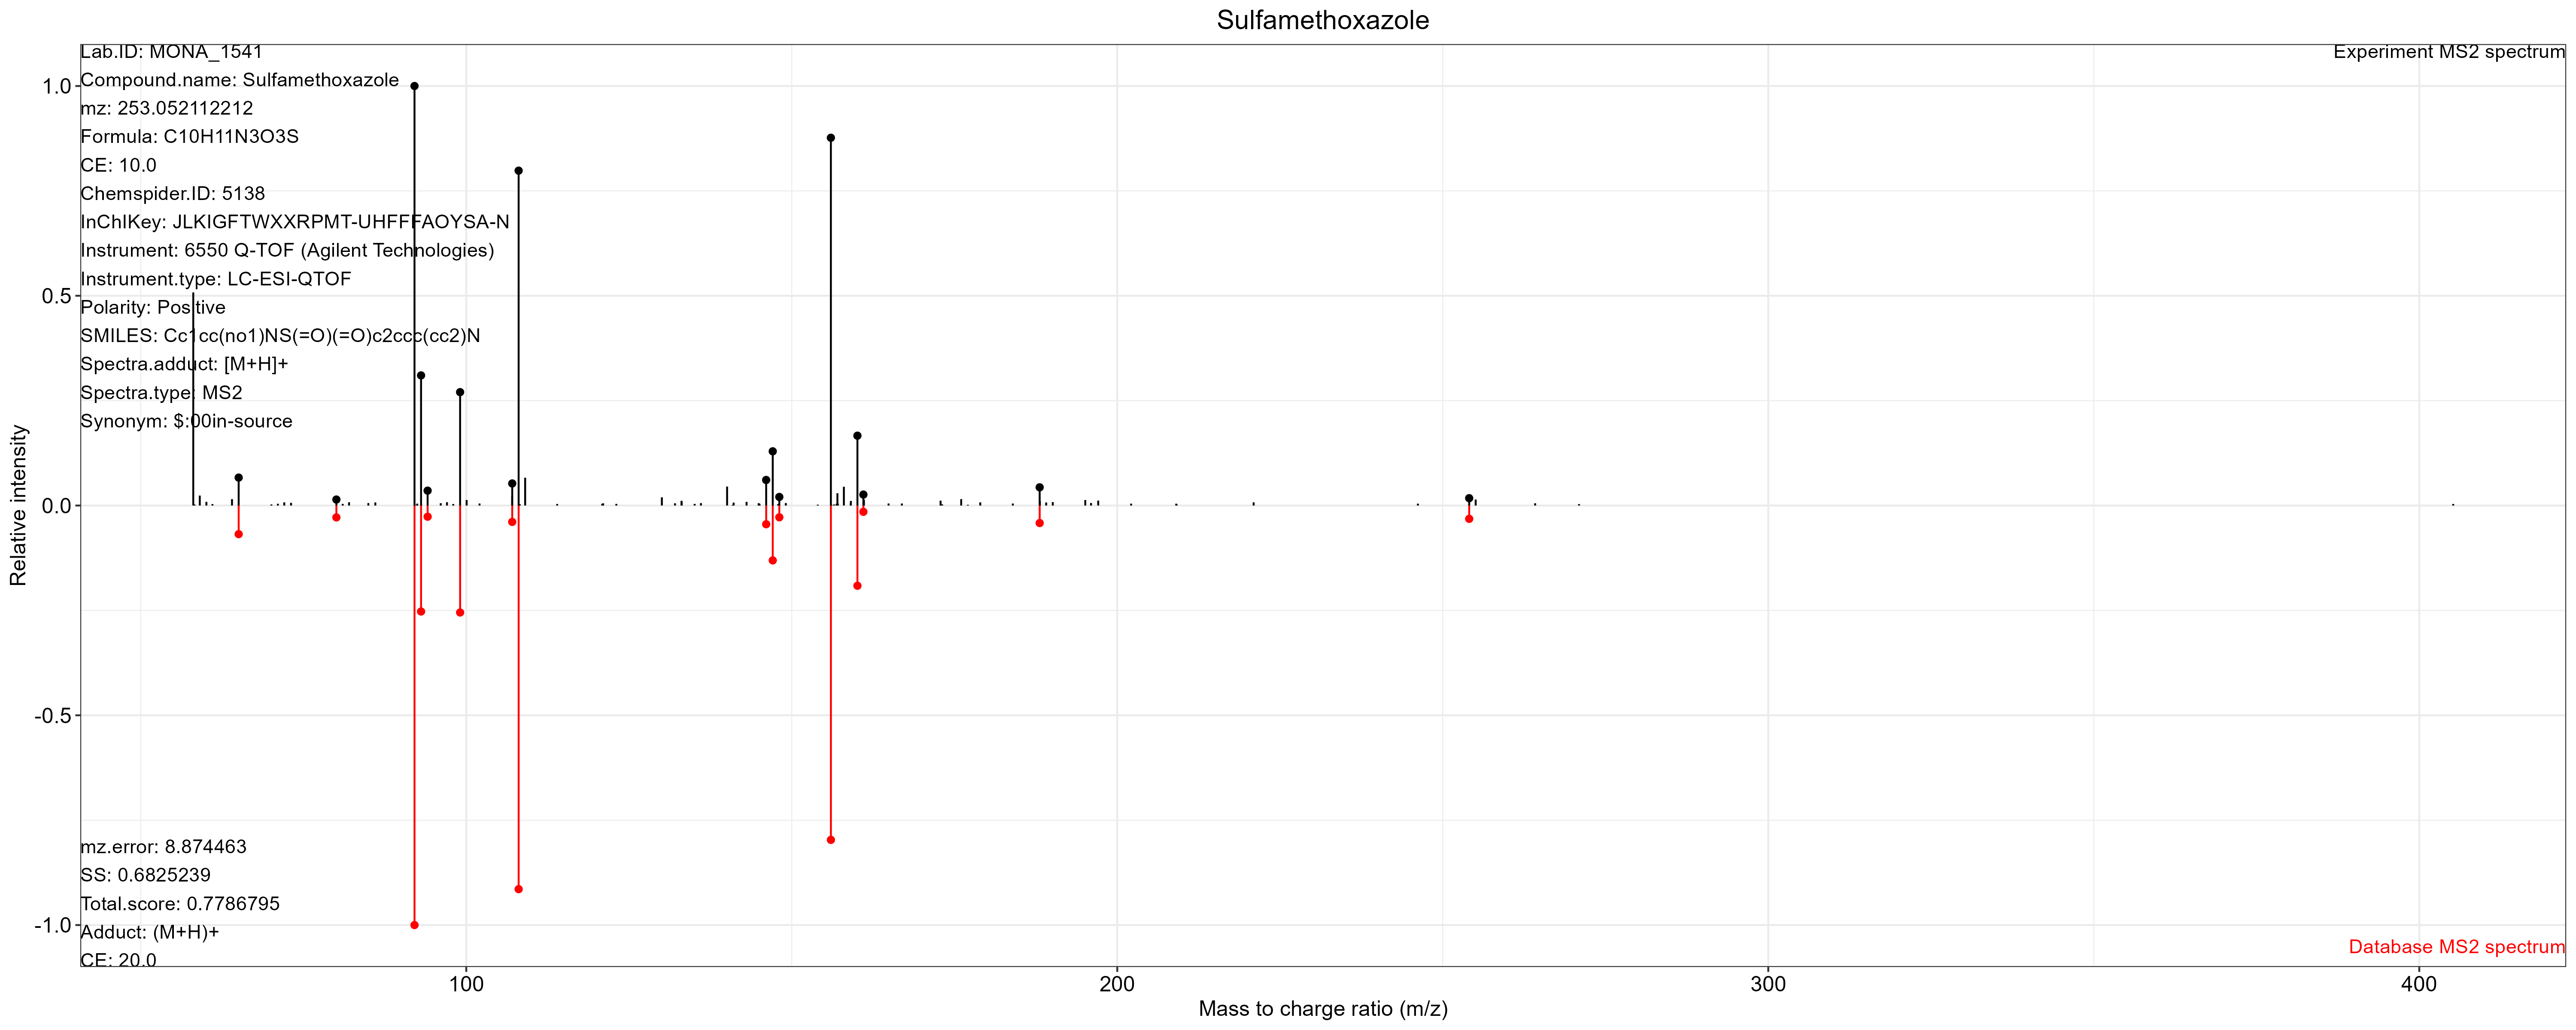 Sulfamethoxazole
Lab.ID: MONA_1541
Experiment MS2 spectrum
Compound.name: Sulfamethoxazole
mz: 253.052112212
Formula: C10H11N3O3S
CE: 10.0
Chemspider.ID: 5138
InChIKey: JLKIGFTWXXRPMT-UHFFFAOYSA-N
Instrument: 6550 Q-TOF (Agilent Technologies)
Instrument.type: LC-ESI-QTOF
Polarity: Positive
SMILES: Cc1cc(no1)NS(=O)(=O)c2ccc(cc2)N
Spectra.adduct: [M+H]+
Spectra.type: MS2
Synonym: $:00in-source
mz.error: 8.874463
SS: 0.6825239
Total.score: 0.7786795
Adduct: (M+H)+
CE: 20.0
Database MS2 spectrum
1.0
0.5
0.0
-0.5
-1.0
Relative intensity
100 200 300 400
Mass to charge ratio (m/z)